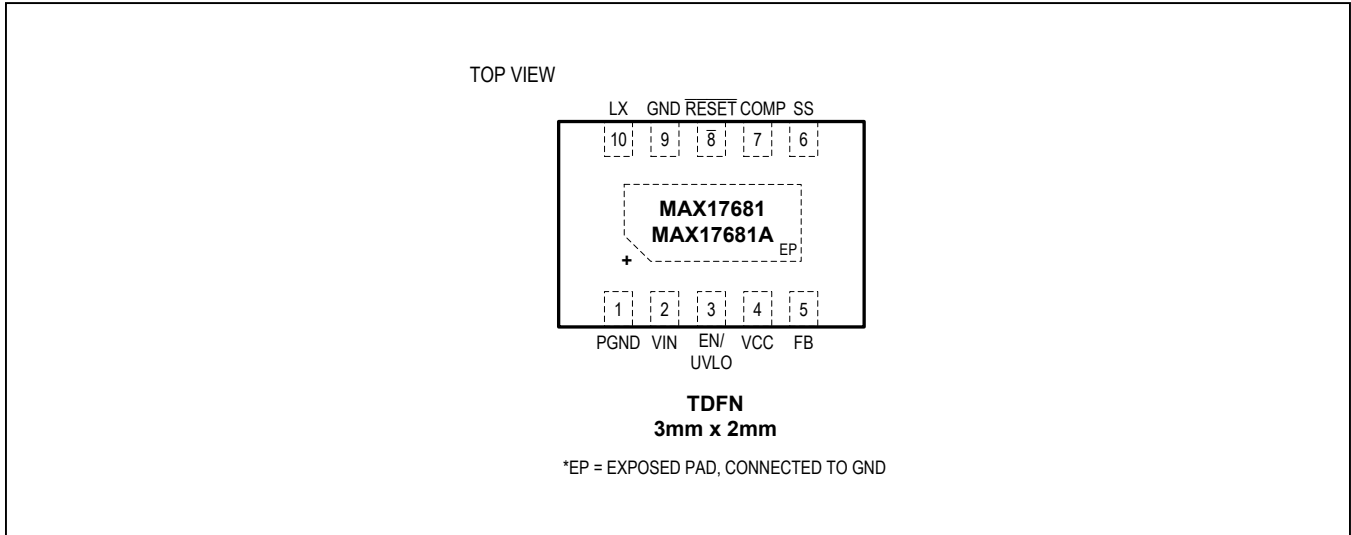 TOP VIEW
LX GND R̅E̅S̅E̅T̅ COMP SS
10 9 8̅ 7 6
MAX17681
MAX17681A
EP
+
1 2 3 4 5
PGND VIN EN/ VCC FB
UVLO
TDFN
3mm x 2mm
*EP = EXPOSED PAD, CONNECTED TO GND